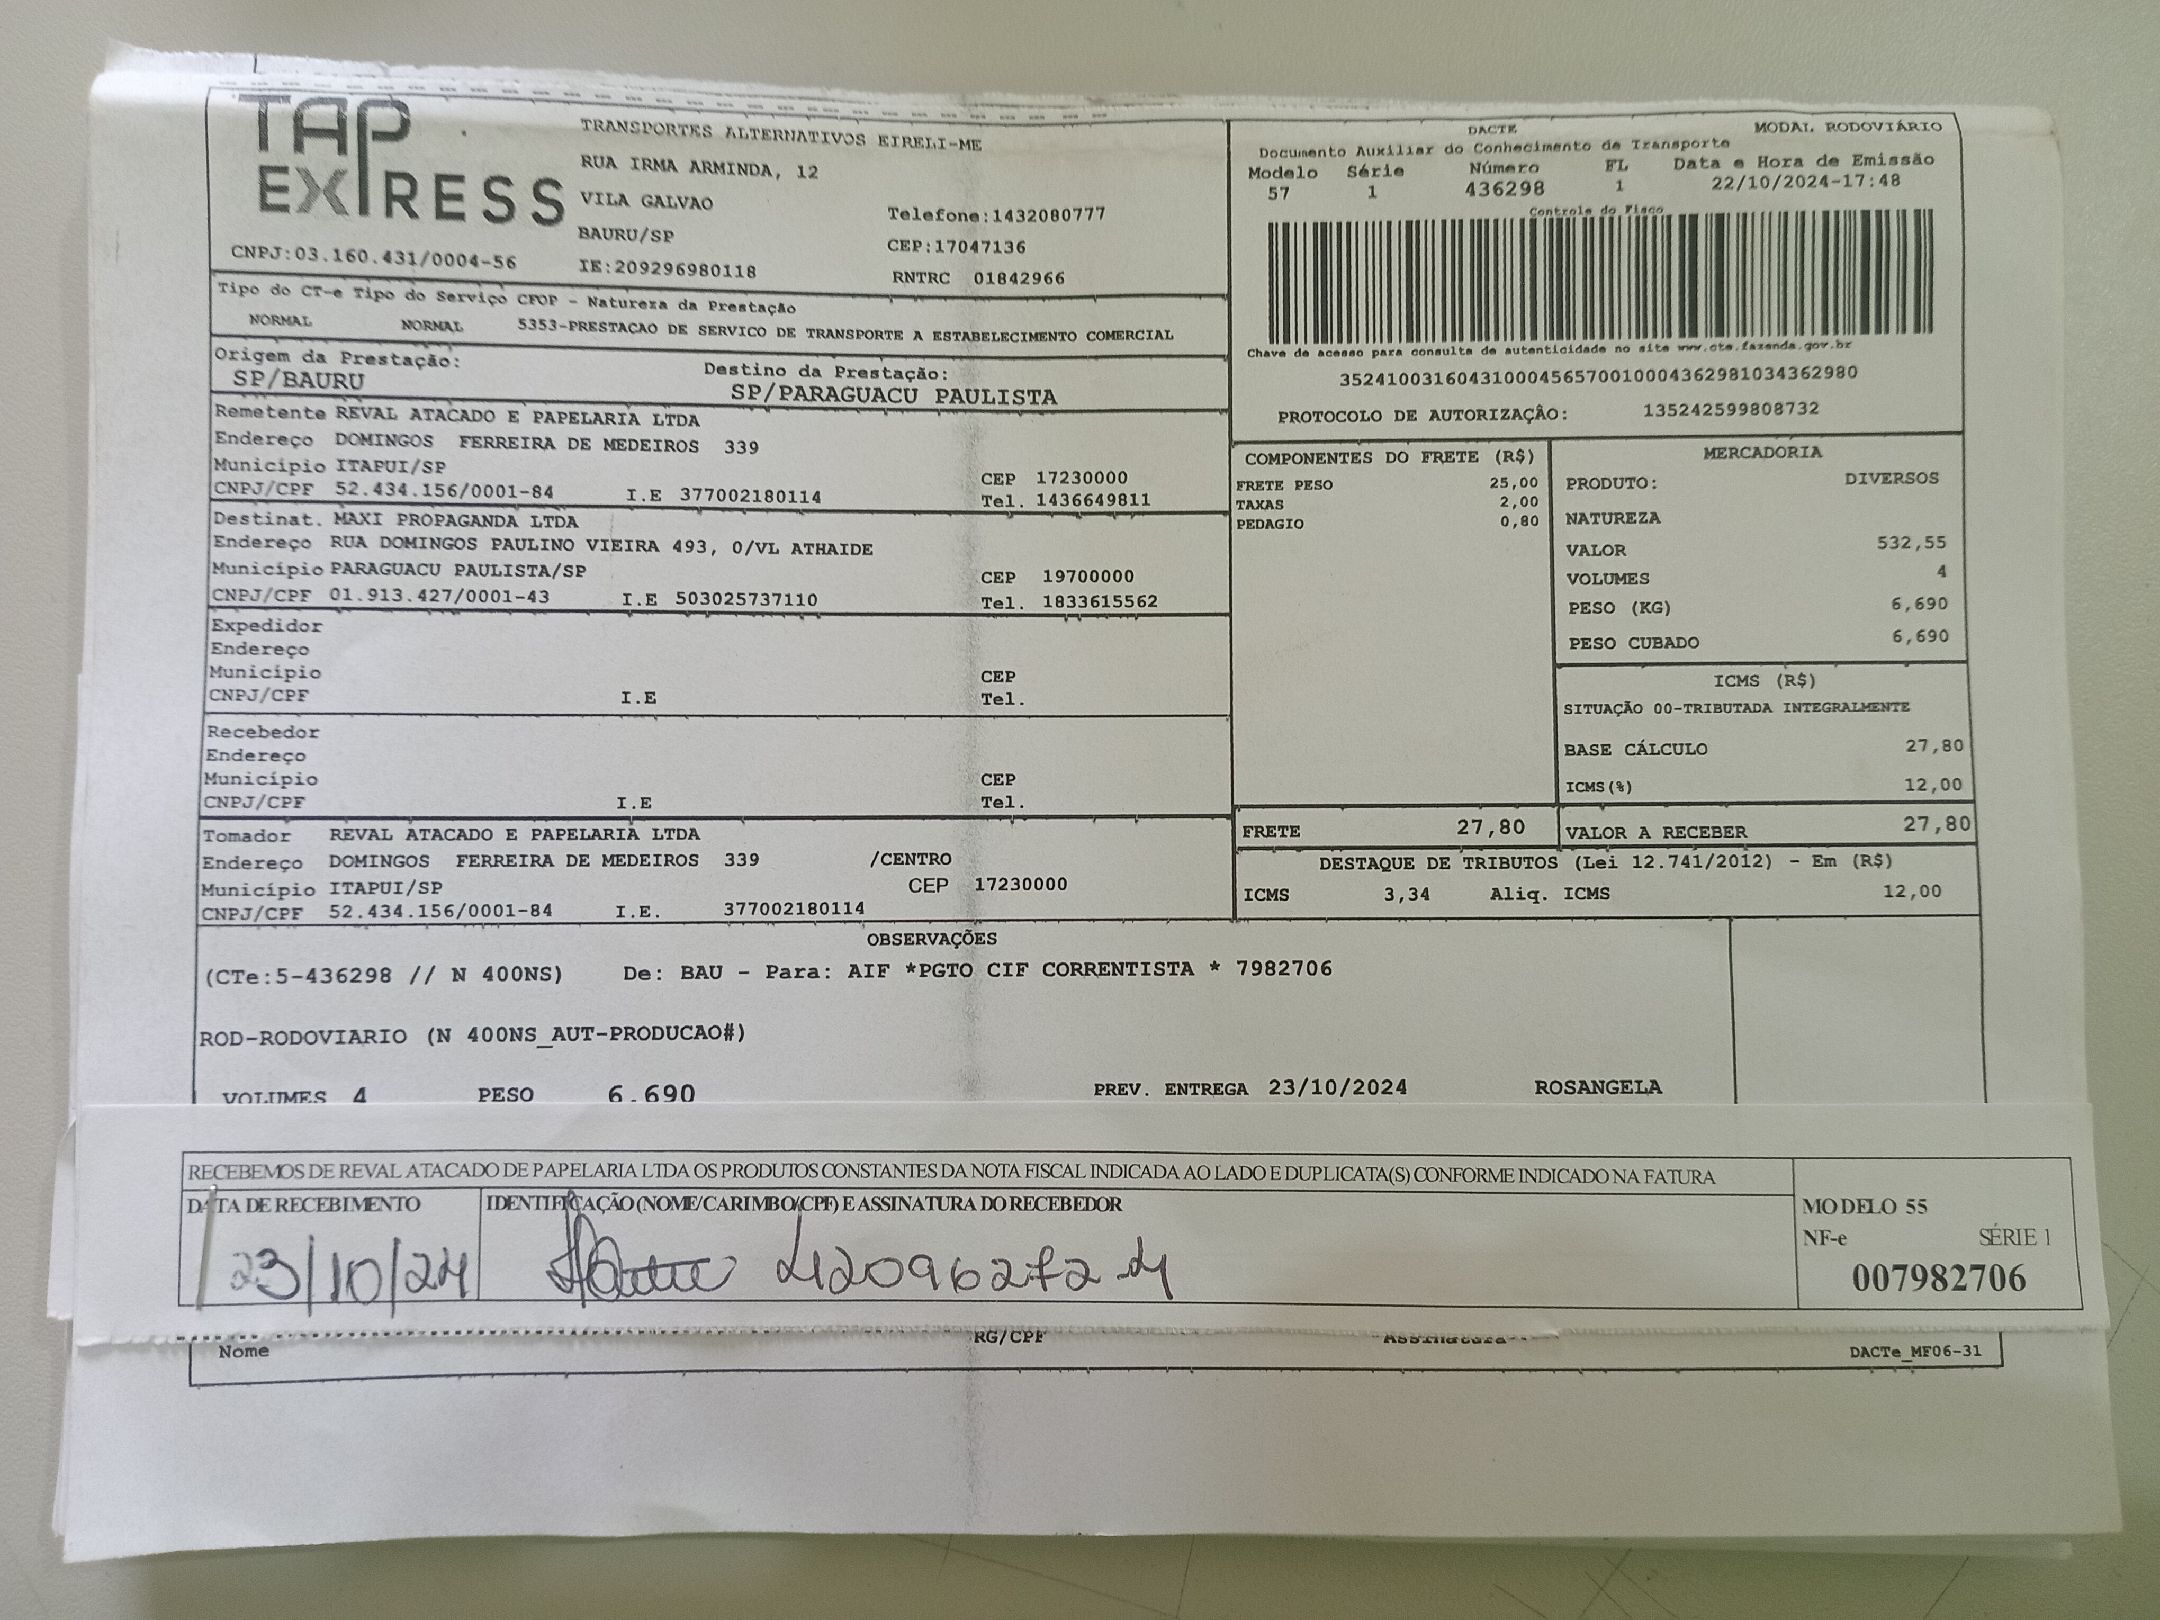 TAP EXPRESS
CNPJ:03.160.431/0004-56
TRANSPORTES ALTERNATIVOS EIRELI-ME
RUA IRMA ARMINDA, 12
VILA GALVAO
BAURU/SP
IE:209296980118
Telefone:1432080777
CEP:17047136
RNTRC 01842966
DACTE MODAL RODOVIÁRIO
Documento Auxiliar do Conhecimento de Transporte
Modelo Série Número FL Data e Hora de Emissão
57 1 436298 1 22/10/2024-17:48
Controle do Fisco
Chave de acesso para consulta de autenticidade no site www.cte.fazenda.gov.br
35241003160431000456570010004362981034362980
PROTOCOLO DE AUTORIZAÇÂO: 135242599808732
Tipo do CT-e Tipo do Serviço CFOP - Natureza da Prestação
NORMAL NORMAL 5353-PRESTAÇAO DE SERVICO DE TRANSPORTE A ESTABELECIMENTO COMERCIAL
Origem da Prestação: Destino da Prestação:
SP/BAURU SP/PARAGUACU PAULISTA
Remetente REVAL ATACADO E PAPELARIA LTDA
Endereço DOMINGOS FERREIRA DE MEDEIROS 339
Município ITAPUI/SP CEP 17230000
CNPJ/CPF 52.434.156/0001-84 I.E 377002180114 Tel. 1436649811
Destinat. MAXI PROPAGANDA LTDA
Endereço RUA DOMINGOS PAULINO VIEIRA 493, 0/VL ATHAIDE
Município PARAGUACU PAULISTA/SP CEP 19700000
CNPJ/CPF 01.913.427/0001-43 I.E 503025737110 Tel. 1833615562
Expedidor
Endereço
Município CEP
CNPJ/CPF I.E Tel.
Recebedor
Endereço
Município CEP
CNPJ/CPF I.E Tel.
Tomador REVAL ATACADO E PAPELARIA LTDA
Endereço DOMINGOS FERREIRA DE MEDEIROS 339 /CENTRO
Município ITAPUI/SP CEP 17230000
CNPJ/CPF 52.434.156/0001-84 I.E. 377002180114
COMPONENTES DO FRETE (R$)
FRETE PESO 25,00
TAXAS 2,00
PEDAGIO 0,80
MERCADORIA
PRODUTO: DIVERSOS
NATUREZA
VALOR 532,55
VOLUMES 4
PESO (KG) 6,690
PESO CUBADO 6,690
ICMS (R$)
SITUAÇÃO 00-TRIBUTADA INTEGRALMENTE
BASE CÁLCULO 27,80
ICMS(%) 12,00
FRETE 27,80 VALOR A RECEBER 27,80
DESTAQUE DE TRIBUTOS (Lei 12.741/2012) - Em (R$)
ICMS 3,34 Aliq. ICMS 12,00
OBSERVAÇÕES
(CTe:5-436298 // N 400NS) De: BAU - Para: AIF *PGTO CIF CORRENTISTA * 7982706
ROD-RODOVIARIO (N 400NS_AUT-PRODUCAO#)
VOLUMES 4 PESO 6.690 PREV. ENTREGA 23/10/2024 ROSANGELA
RECEBEMOS DE REVAL ATACADO DE PAPELARIA LTDA OS PRODUTOS CONSTANTES DA NOTA FISCAL INDICADA AO LADO E DUPLICATA(S) CONFORME INDICADO NA FATURA
DATA DE RECEBIMENTO IDENTIFICAÇÃO (NOME/CARIMBO/CPF) E ASSINATURA DO RECEBEDOR
23/10/24
MODELO 55
NF-e SÉRIE 1
007982706
Nome RG/CPF Assinatura
DACTe_MF06-31